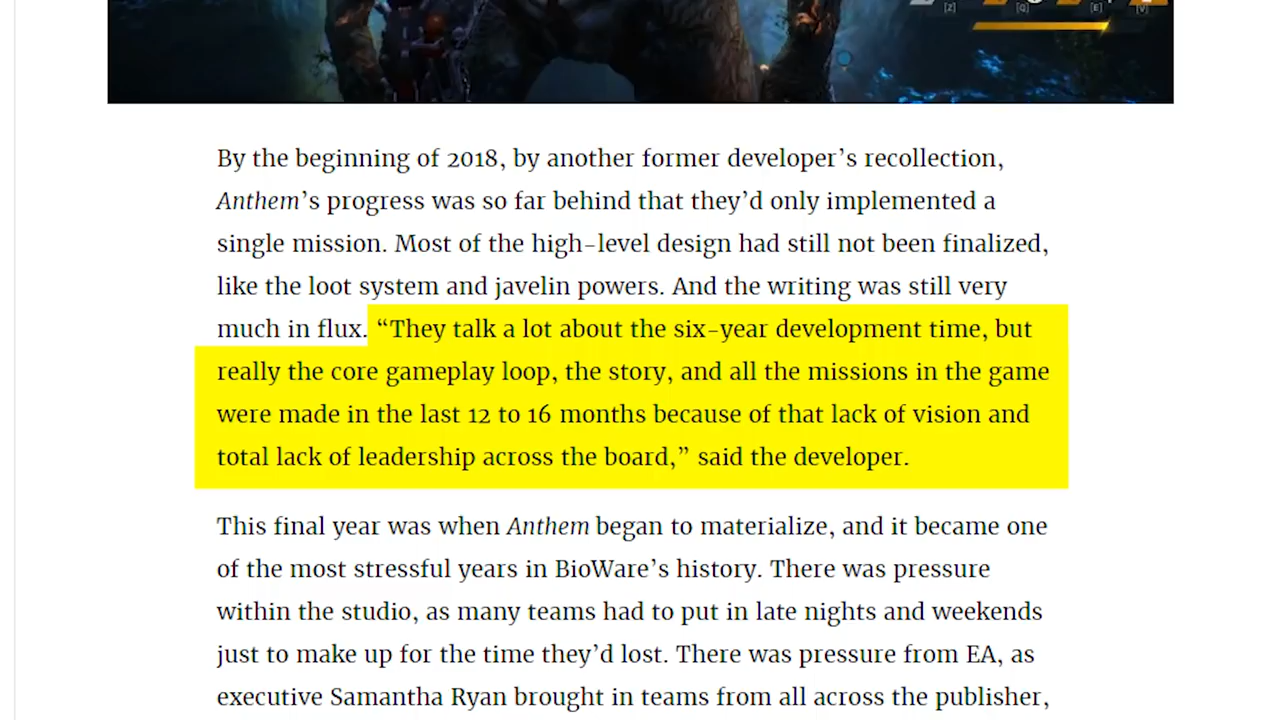 [Z] [Q] [E] [V]
By the beginning of 2018, by another former developer’s recollection,
Anthem’s progress was so far behind that they’d only implemented a
single mission. Most of the high-level design had still not been finalized,
like the loot system and javelin powers. And the writing was still very
much in flux. “They talk a lot about the six-year development time, but
really the core gameplay loop, the story, and all the missions in the game
were made in the last 12 to 16 months because of that lack of vision and
total lack of leadership across the board,” said the developer.
This final year was when Anthem began to materialize, and it became one
of the most stressful years in BioWare’s history. There was pressure
within the studio, as many teams had to put in late nights and weekends
just to make up for the time they’d lost. There was pressure from EA, as
executive Samantha Ryan brought in teams from all across the publisher,